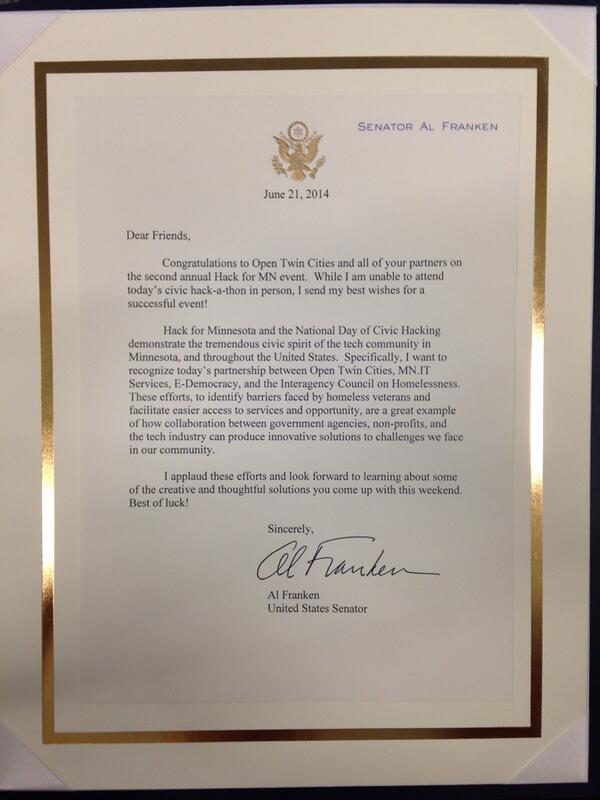 SENATOR AL FRANKEN
June 21, 2014
Dear Friends,
Congratulations to Open Twin Cities and all of your partners on
the second annual Hack for MN event. While I am unable to attend
today's civic hack-a-thon in person, I send my best wishes for a
successful event!
Hack for Minnesota and the National Day of Civic Hacking
demonstrate the tremendous civic spirit of the tech community in
Minnesota, and throughout the United States. Specifically, I want to
recognize today's partnership between Open Twin Cities, MN.IT
Services, E-Democracy, and the Interagency Council on Homelessness.
These efforts, to identify barriers faced by homeless veterans and
facilitate easier access to services and opportunity, are a great example
of how collaboration between government agencies, non-profits, and
the tech industry can produce innovative solutions to challenges we face
in our community.
I applaud these efforts and look forward to learning about some
of the creative and thoughtful solutions you come up with this weekend.
Best of luck!
Sincerely,
Al Franken
Al Franken
United States Senator